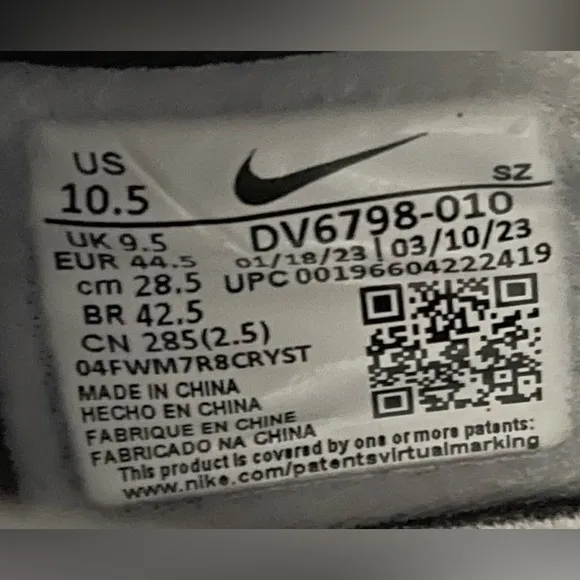 US
10.5
SZ
UK 9.5
DV6798-010
EUR 44.5
01/18/23 | 03/10/23
cm 28.5
UPC 00196604222419
BR 42.5
CN 285(2.5)
04FWM7R8CRYST
MADE IN CHINA
HECHO EN CHINA
FABRIQUE EN CHINE
FABRICADO NA CHINA
This product is covered by one or more patents:
www.nike.com/patentsvirtualmarking